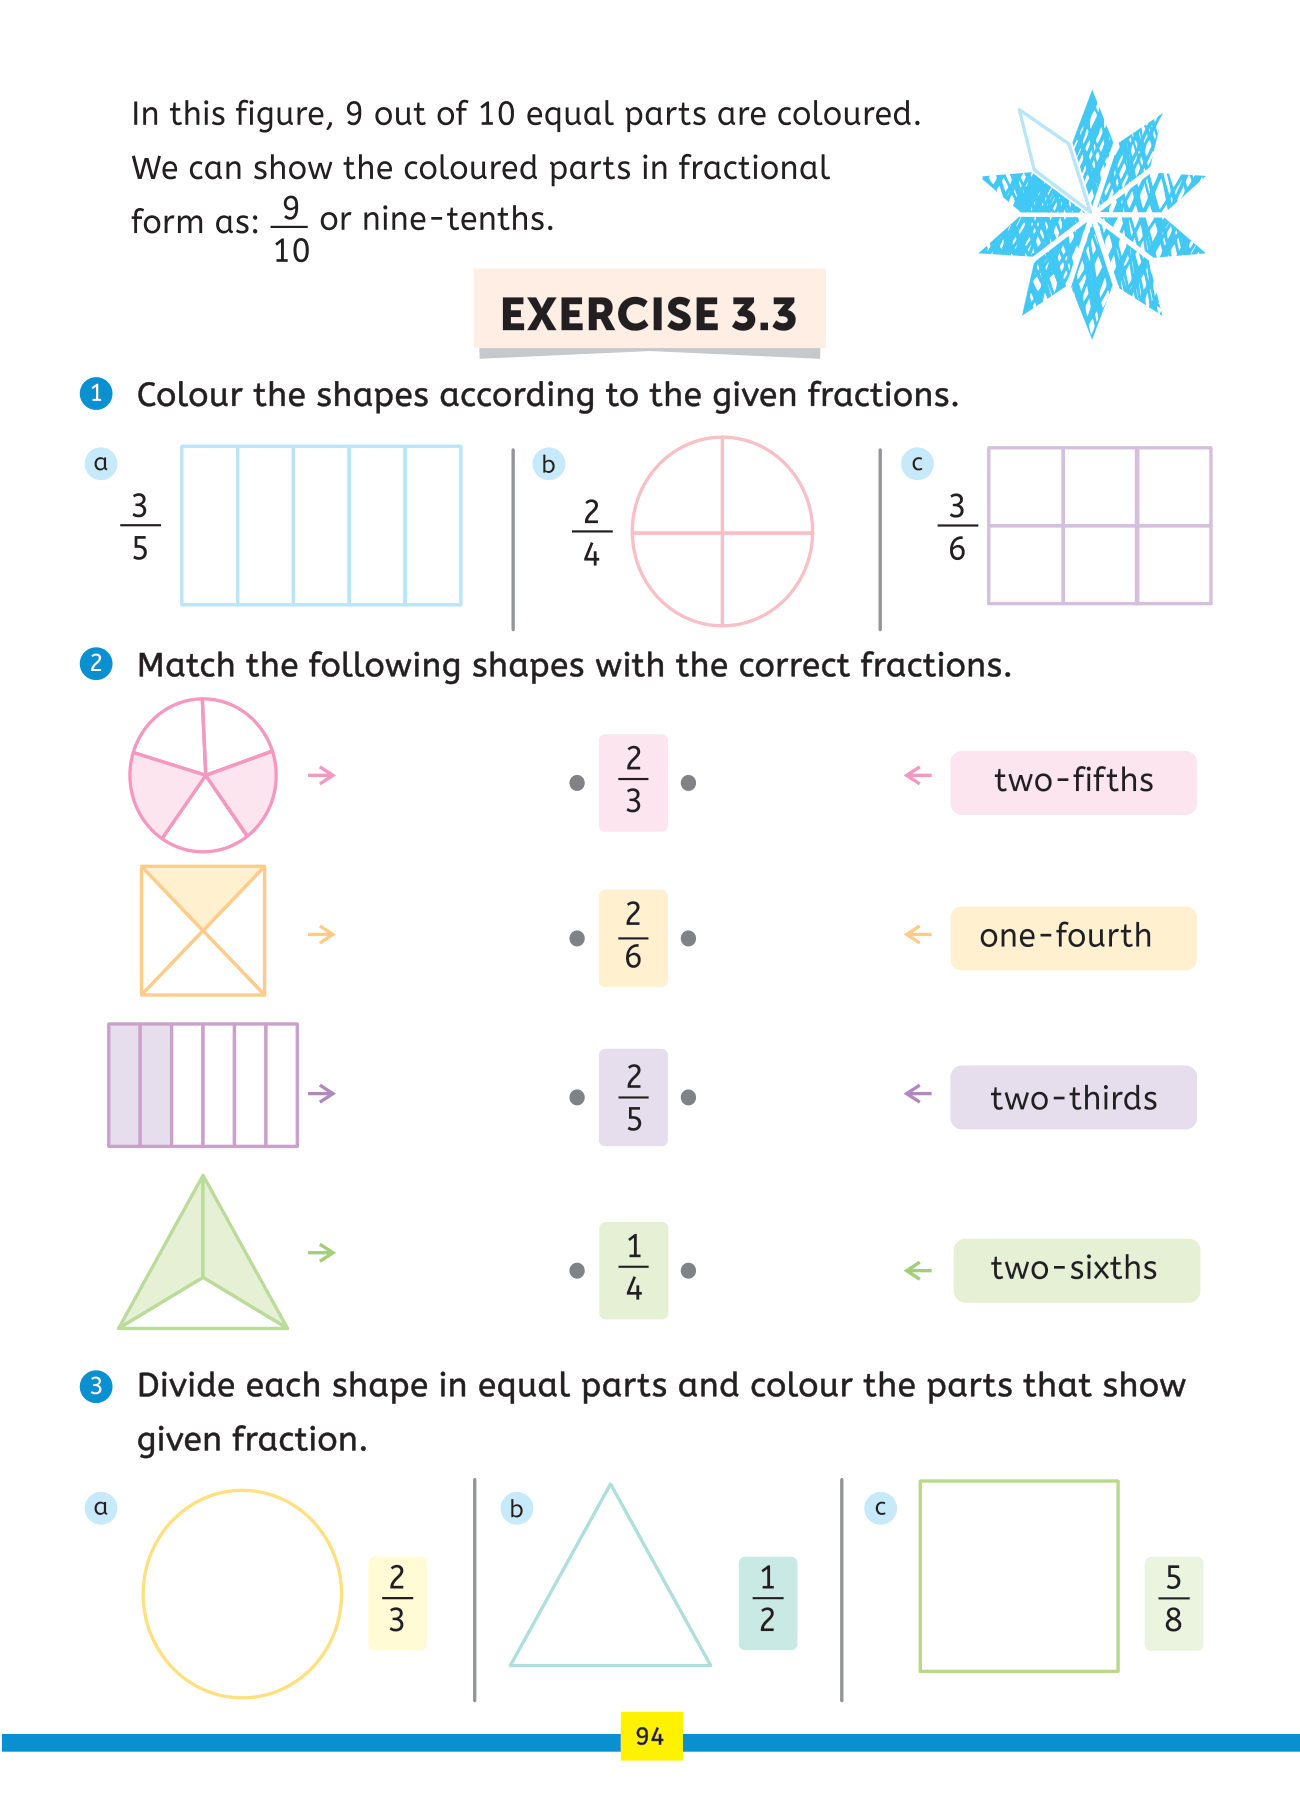 In this figure, 9 out of 10 equal parts are coloured.
We can show the coloured parts in fractional
form as: 9/10 or nine-tenths.
EXERCISE 3.3
1 Colour the shapes according to the given fractions.
a 3/5
b 2/4
c 3/6
2 Match the following shapes with the correct fractions.
2/3 two-fifths
2/6 one-fourth
2/5 two-thirds
1/4 two-sixths
3 Divide each shape in equal parts and colour the parts that show
given fraction.
a 2/3
b 1/2
c 5/8
94